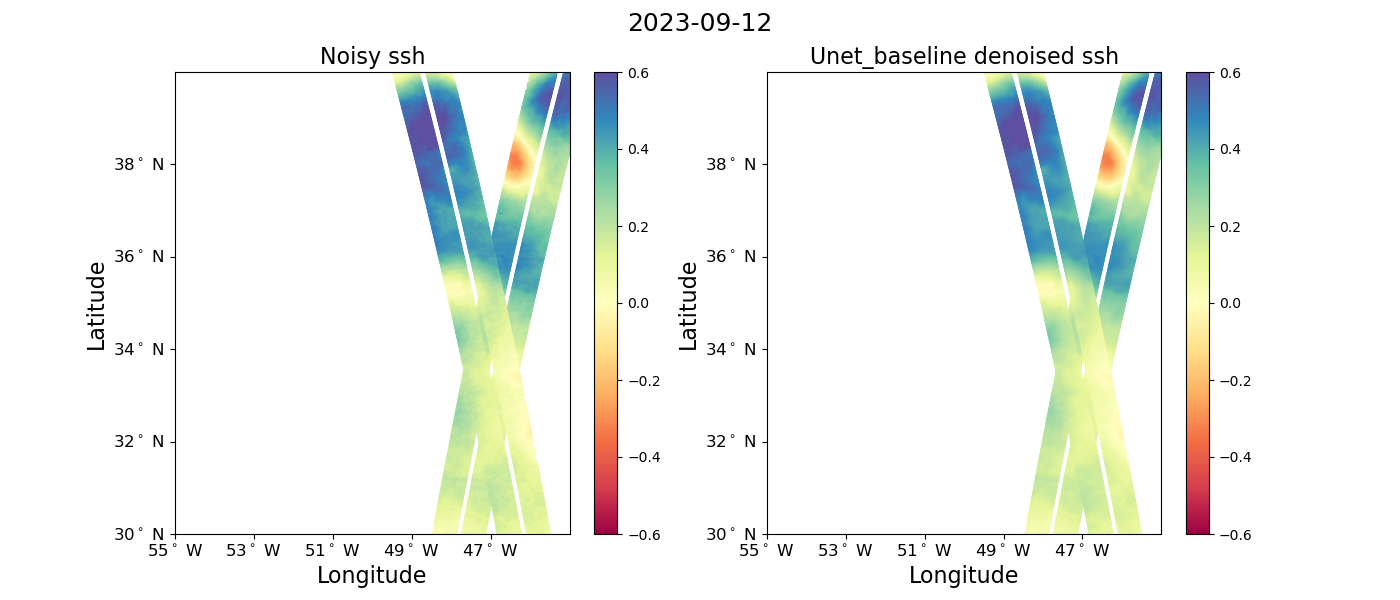 2023-09-12
Noisy ssh
Unet_baseline denoised ssh
Latitude
38° N
36° N
34° N
32° N
30° N
55° W
53° W
51° W
49° W
47° W
Longitude
0.6
0.4
0.2
0.0
−0.2
−0.4
−0.6
Latitude
38° N
36° N
34° N
32° N
30° N
55° W
53° W
51° W
49° W
47° W
Longitude
0.6
0.4
0.2
0.0
−0.2
−0.4
−0.6